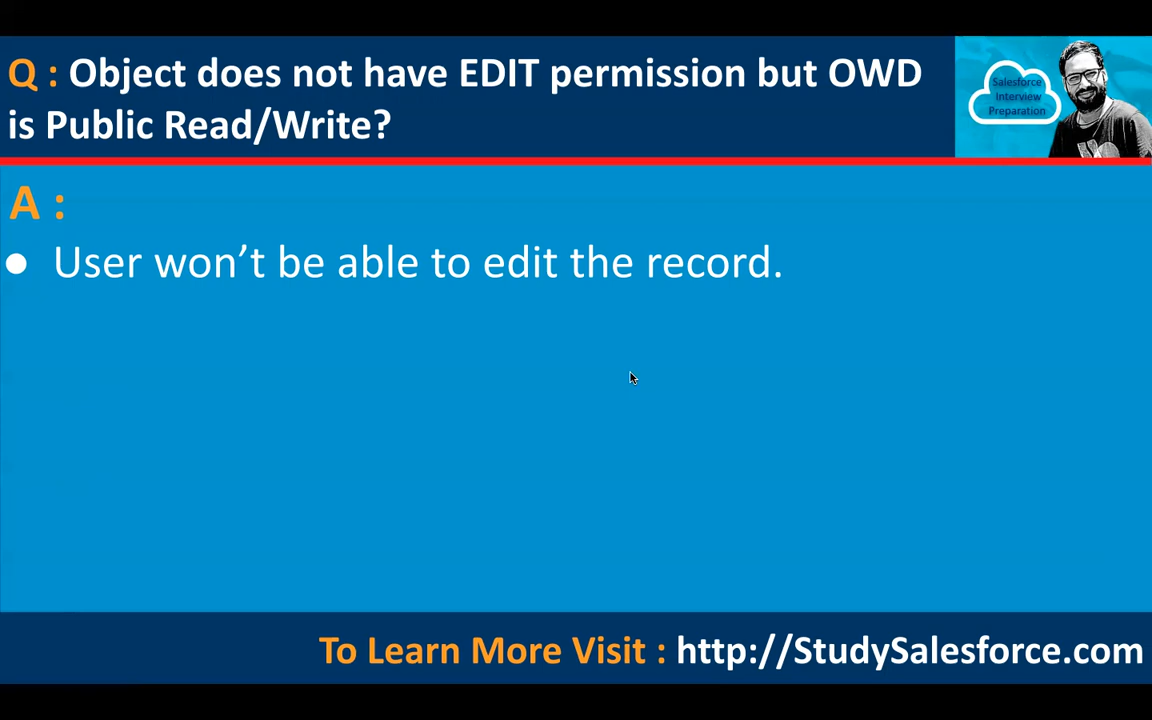 Q : Object does not have EDIT permission but OWD
is Public Read/Write?
Salesforce
Interview
Preparation
A :
● User won’t be able to edit the record.
To Learn More Visit : http://StudySalesforce.com